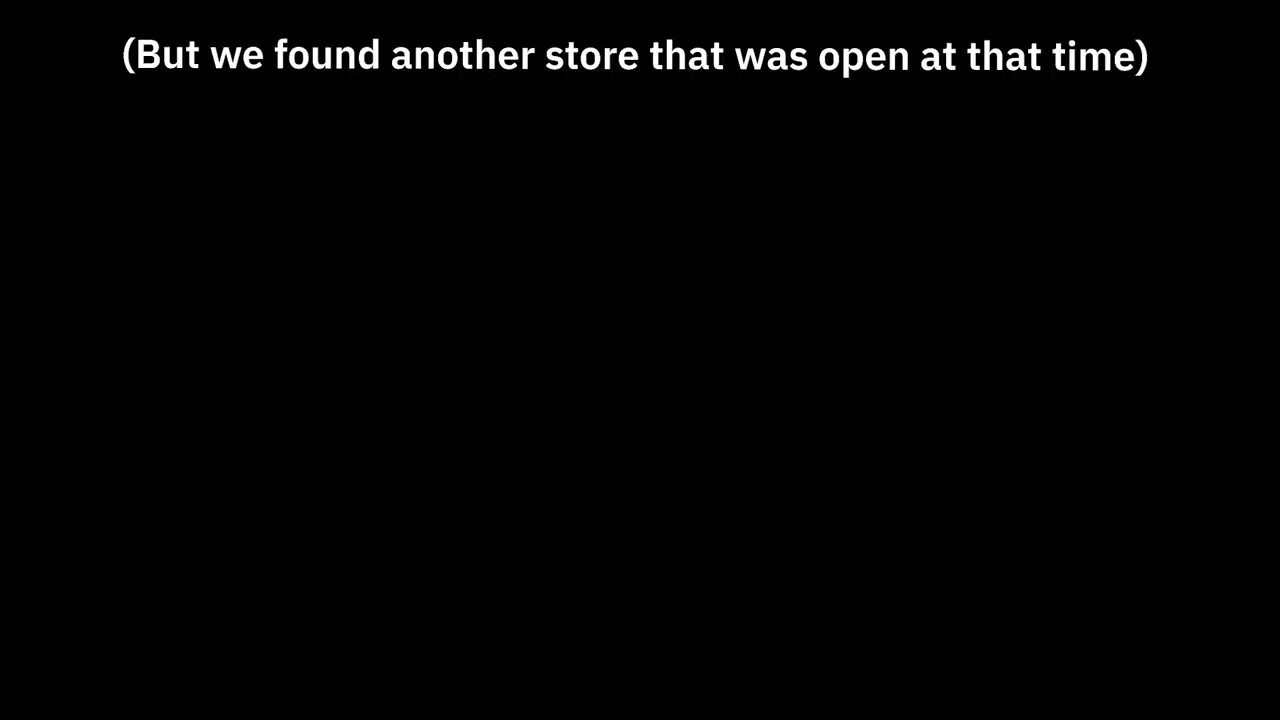 (But we found another store that was open at that time)